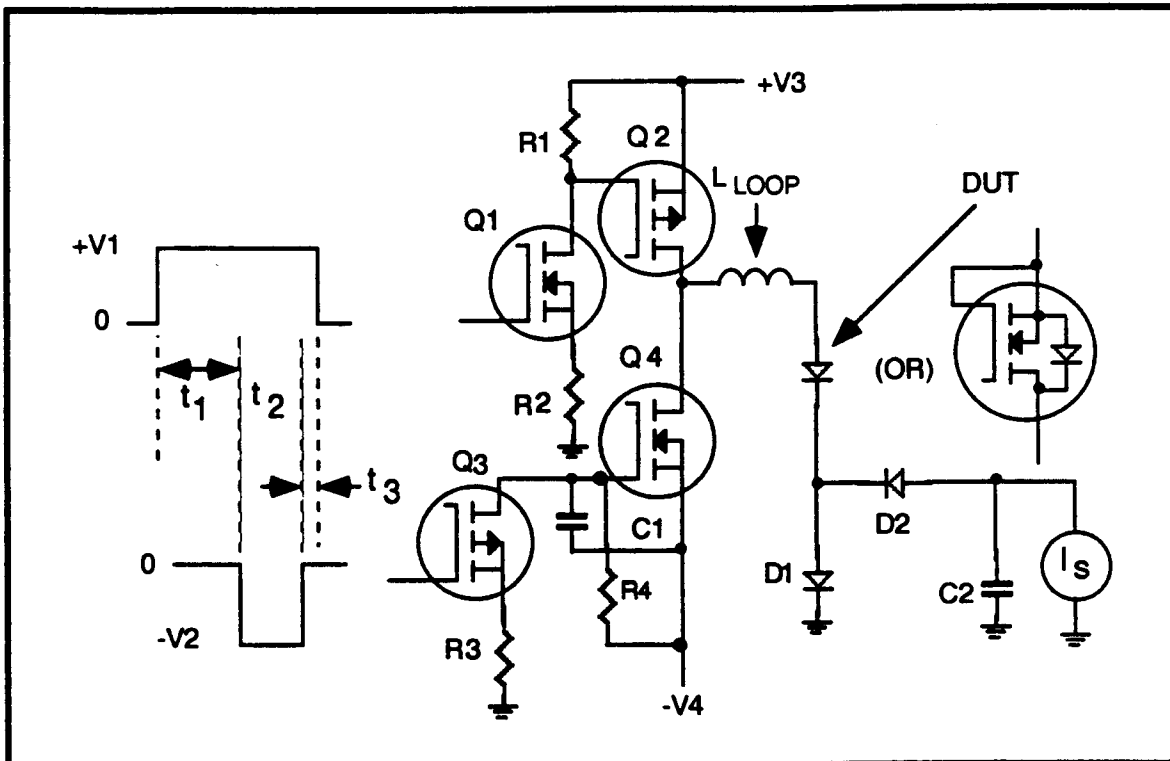 +V3
R1
Q2
L LOOP
DUT
Q1
+V1
0
Q4
(OR)
t1
t2
R2
Q3
t3
C1
D2
0
D1
R4
C2
IS
-V2
R3
-V4